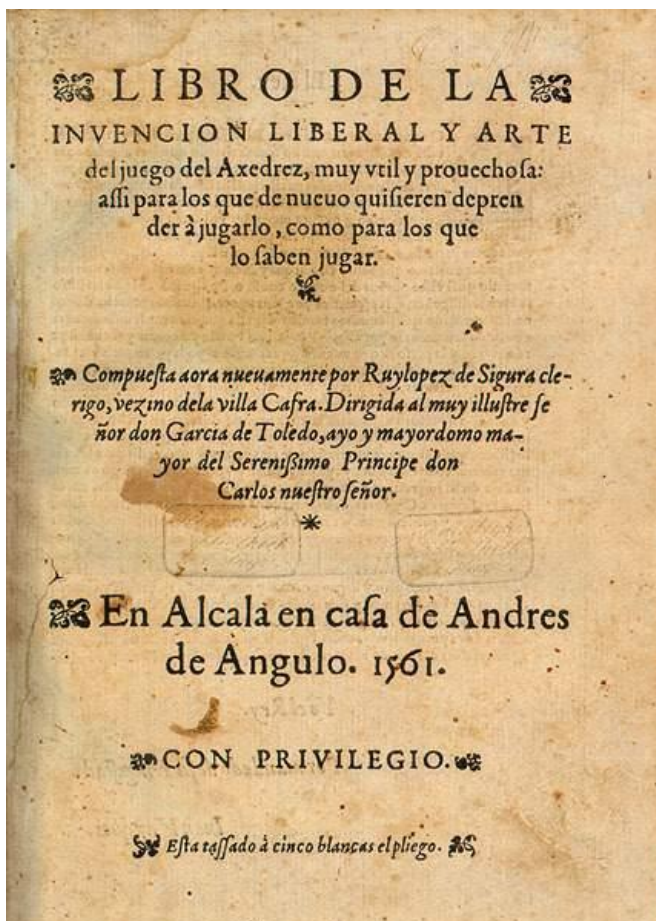 LIBRO DE LA
INVENCION LIBERAL Y ARTE
del juego del Axedrez, muy vtil y prouechosa:
assi para los que de nueuo quisieren depren
der à jugarlo, como para los que
lo saben jugar.
Compuesta aora nueuamente por Ruylopez de Sigura cle-
rigo, vezino dela villa Cafra. Dirigida al muy illustre se
ñor don Garcia de Toledo, ayo y mayordomo ma-
yor del Serenißimo Principe don
Carlos nuestro señor.
*
En Alcala en casa de Andres
de Angulo. 1561.
CON PRIVILEGIO.
Esta tassado à cinco blancas el pliego.